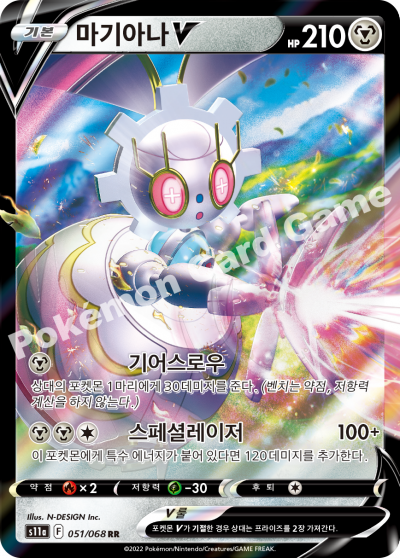 기본 마기아나 V HP 210
Pokémon Card Game
기어스로우
상대의 포켓몬 1마리에게 30데미지를 준다. (벤치는 약점, 저항력
계산을 하지 않는다.)
스페셜레이저 100+
이 포켓몬에게 특수 에너지가 붙어 있다면 120데미지를 추가한다.
약점 ×2 저항력 -30 후퇴
Illus. N-DESIGN Inc.
V룰
s11a F 051/068 RR
포켓몬 V가 기절한 경우 상대는 프라이즈를 2장 가져간다.
©2022 Pokémon/Nintendo/Creatures/GAME FREAK.